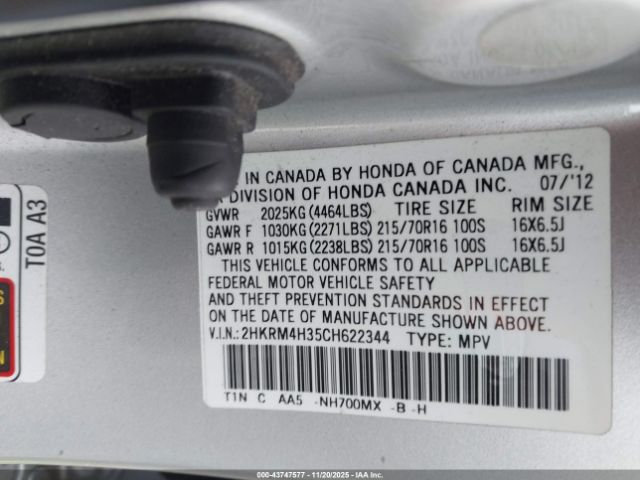 IN CANADA BY HONDA OF CANADA MFG.,
DIVISION OF HONDA CANADA INC. 07/'12
GVWR 2025KG (4464LBS) TIRE SIZE RIM SIZE
GAWR F 1030KG (2271LBS) 215/70R16 100S 16X6.5J
GAWR R 1015KG (2238LBS) 215/70R16 100S 16X6.5J
THIS VEHICLE CONFORMS TO ALL APPLICABLE
FEDERAL MOTOR VEHICLE SAFETY
AND THEFT PREVENTION STANDARDS IN EFFECT
ON THE DATE OF MANUFACTURE SHOWN ABOVE.
V.I.N.: 2HKRM4H35CH622344 TYPE: MPV
T1N C AA5 -NH700MX -B -H
T0A A3
00-43747577 11/20/2025 IAA Inc.